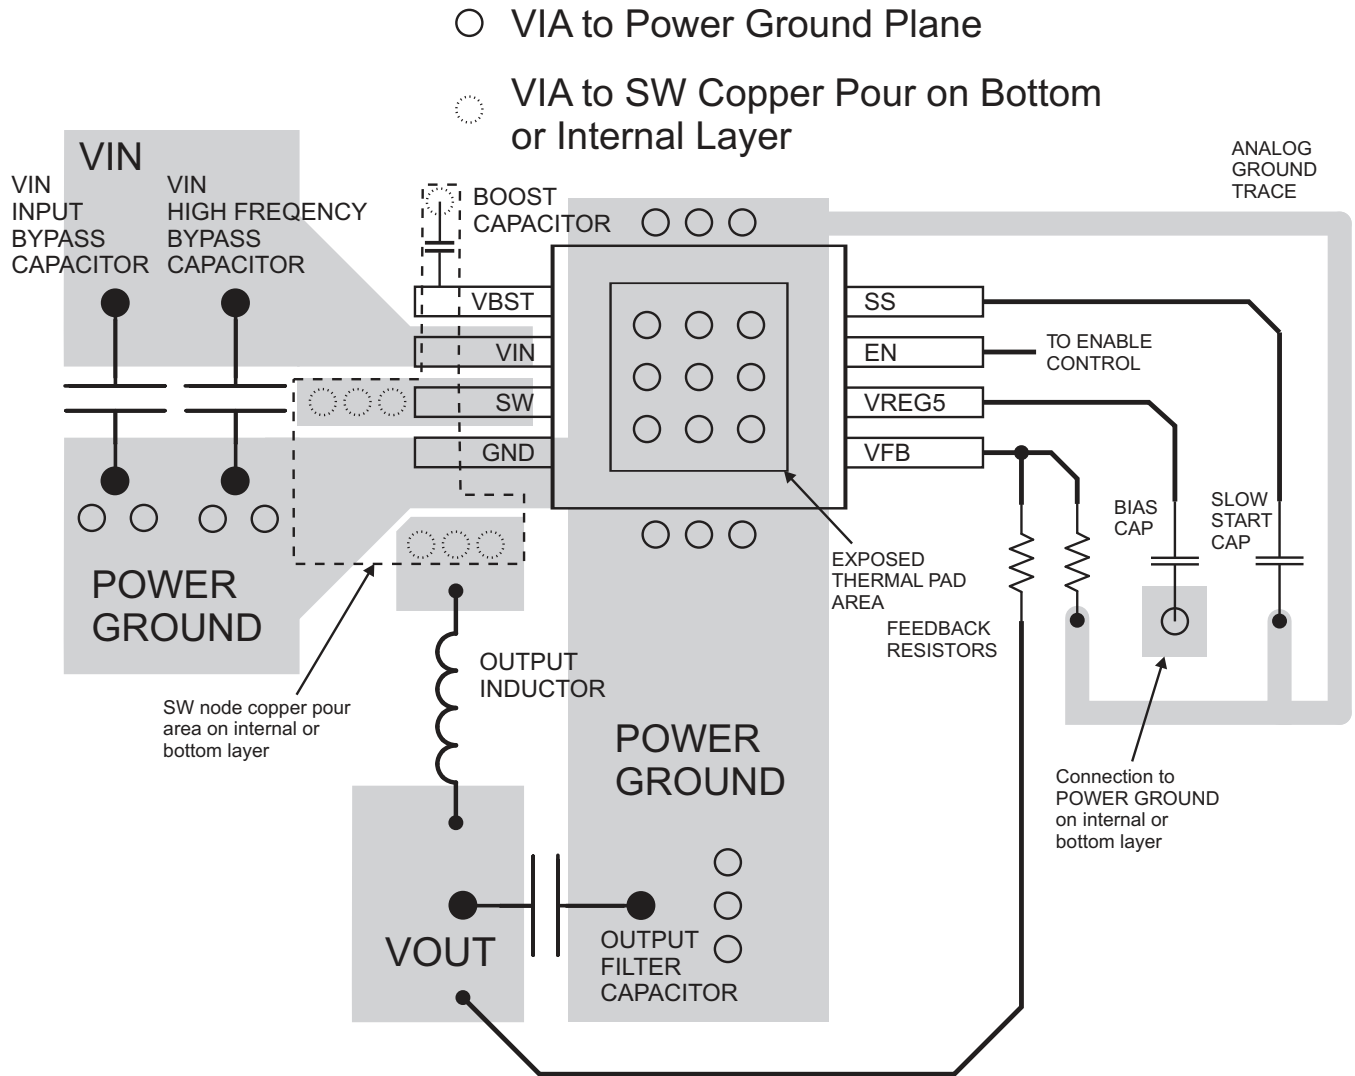 VIA to Power Ground Plane
VIA to SW Copper Pour on Bottom
or Internal Layer
ANALOG
GROUND
TRACE
VIN
VIN
INPUT
BYPASS
CAPACITOR
VIN
HIGH FREQENCY
BYPASS
CAPACITOR
BOOST
CAPACITOR
VBST
VIN
SW
GND
SS
EN
VREG5
VFB
TO ENABLE
CONTROL
BIAS
CAP
SLOW
START
CAP
EXPOSED
THERMAL PAD
AREA
FEEDBACK
RESISTORS
POWER
GROUND
SW node copper pour
area on internal or
bottom layer
OUTPUT
INDUCTOR
POWER
GROUND
Connection to
POWER GROUND
on internal or
bottom layer
VOUT
OUTPUT
FILTER
CAPACITOR